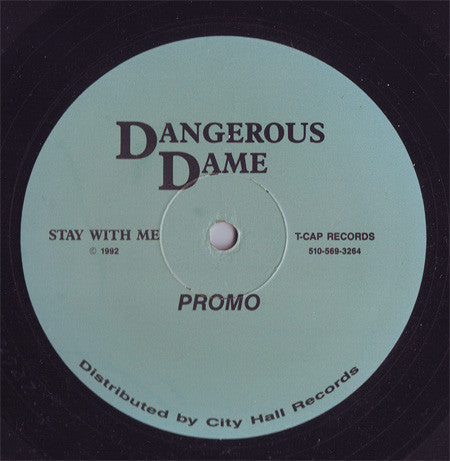 DANGEROUS
DAME
STAY WITH ME
© 1992
T-CAP RECORDS
510-569-3264
PROMO
Distributed by City Hall Records